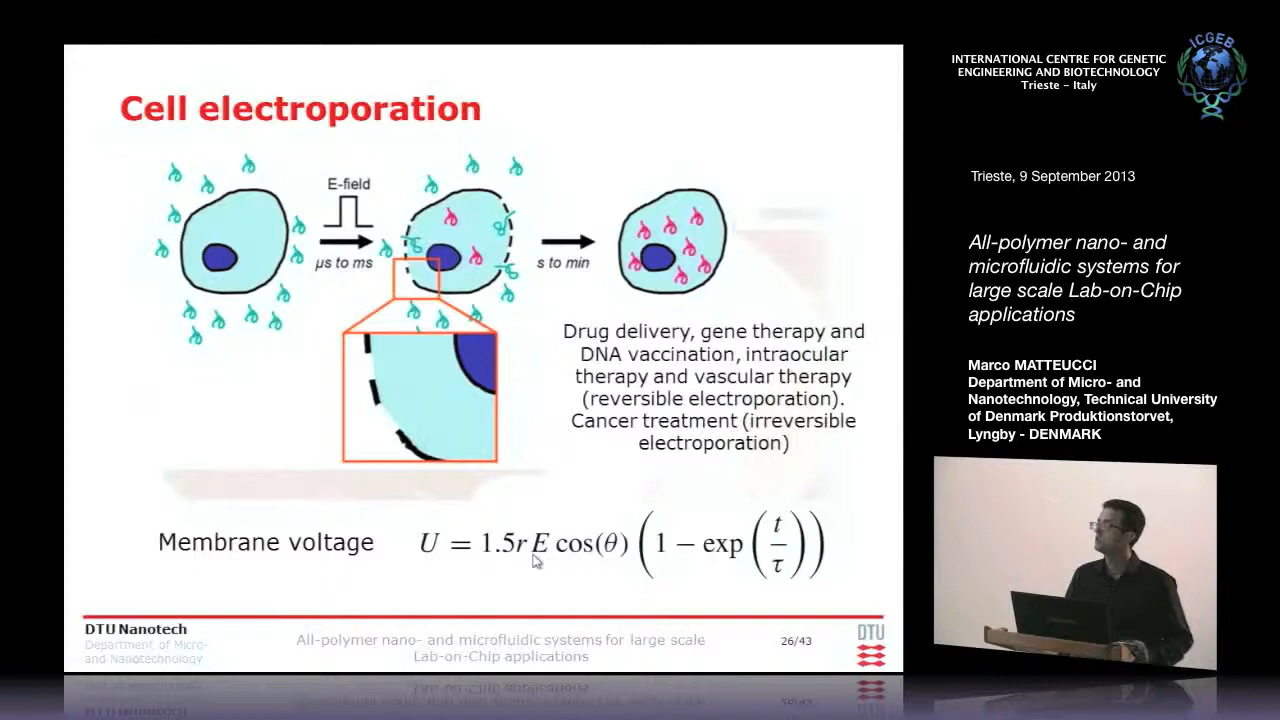 Cell electroporation
E-field
µs to ms
s to min
Drug delivery, gene therapy and
DNA vaccination, intraocular
therapy and vascular therapy
(reversible electroporation).
Cancer treatment (irreversible
electroporation)
Membrane voltage
U = 1.5rE cos(θ) (1 − exp (t/τ))
DTU Nanotech
Department of Micro-
and Nanotechnology
All-polymer nano- and microfluidic systems for large scale
Lab-on-Chip applications
26/43
DTU
INTERNATIONAL CENTRE FOR GENETIC
ENGINEERING AND BIOTECHNOLOGY
Trieste – Italy
ICGEB
Trieste, 9 September 2013
All-polymer nano- and
microfluidic systems for
large scale Lab-on-Chip
applications
Marco MATTEUCCI
Department of Micro- and
Nanotechnology, Technical University
of Denmark Produktionstorvet,
Lyngby - DENMARK